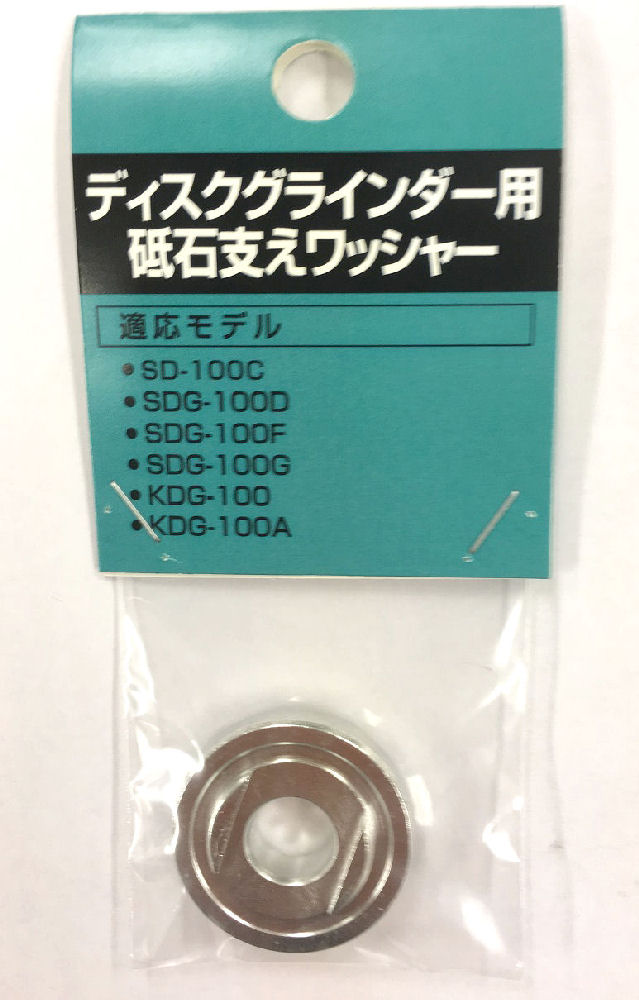 ディスクグラインダー用
砥石支えワッシャー
適応モデル
• SD-100C
• SDG-100D
• SDG-100F
• SDG-100G
• KDG-100
• KDG-100A